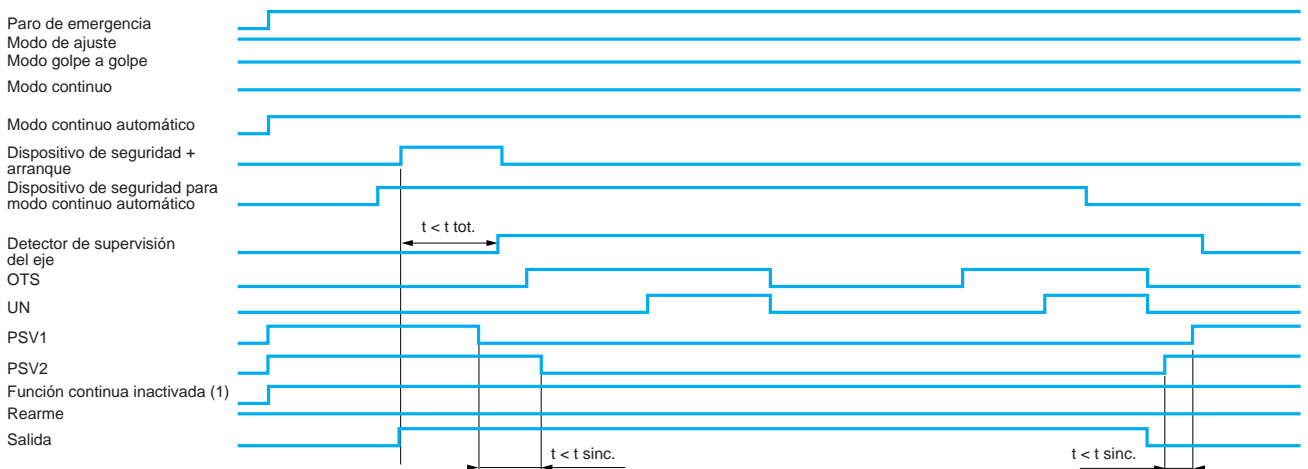 Paro de emergencia
Modo de ajuste
Modo golpe a golpe
Modo continuo
Modo continuo automático
Dispositivo de seguridad +
arranque
Dispositivo de seguridad para
modo continuo automático
t < t tot.
Detector de supervisión
del eje
OTS
UN
PSV1
PSV2
Función continua inactivada (1)
Rearme
Salida
t < t sinc.
t < t sinc.